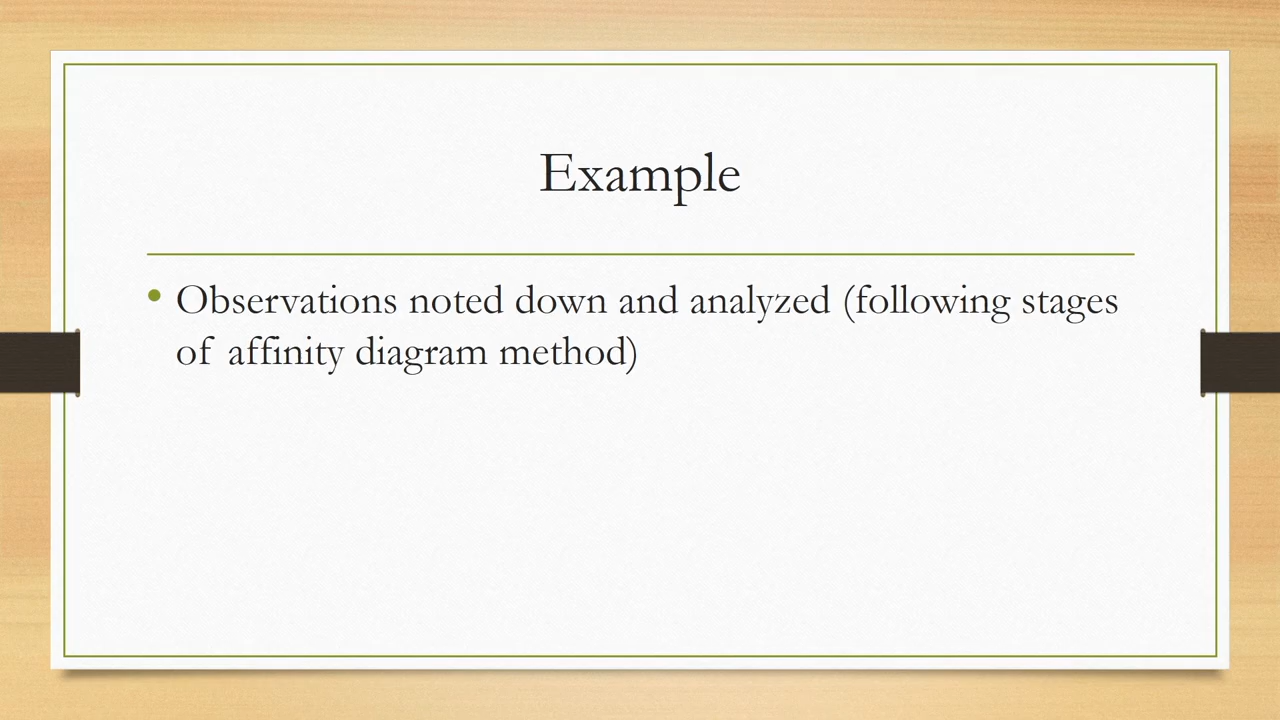 Example
• Observations noted down and analyzed (following stages
of affinity diagram method)